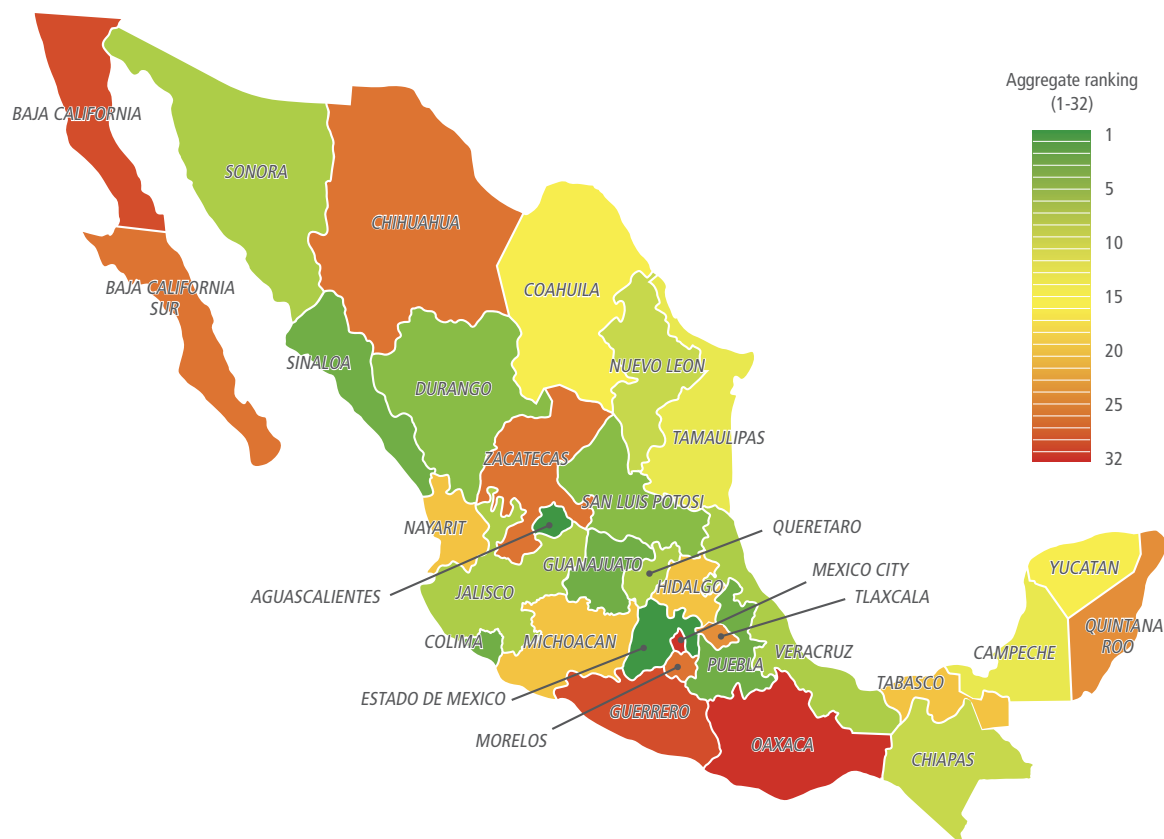 Aggregate ranking
(1-32)
1
5
10
15
20
25
32
BAJA CALIFORNIA
SONORA
CHIHUAHUA
BAJA CALIFORNIA
SUR
COAHUILA
SINALOA
NUEVO LEON
DURANGO
TAMAULIPAS
ZACATECAS
SAN LUIS POTOSI
NAYARIT
QUERETARO
GUANAJUATO
MEXICO CITY
YUCATAN
HIDALGO
JALISCO
AGUASCALIENTES
TLAXCALA
QUINTANA
ROO
COLIMA
MICHOACAN
VERACRUZ
CAMPECHE
PUEBLA
TABASCO
ESTADO DE MEXICO
GUERRERO
MORELOS
OAXACA
CHIAPAS